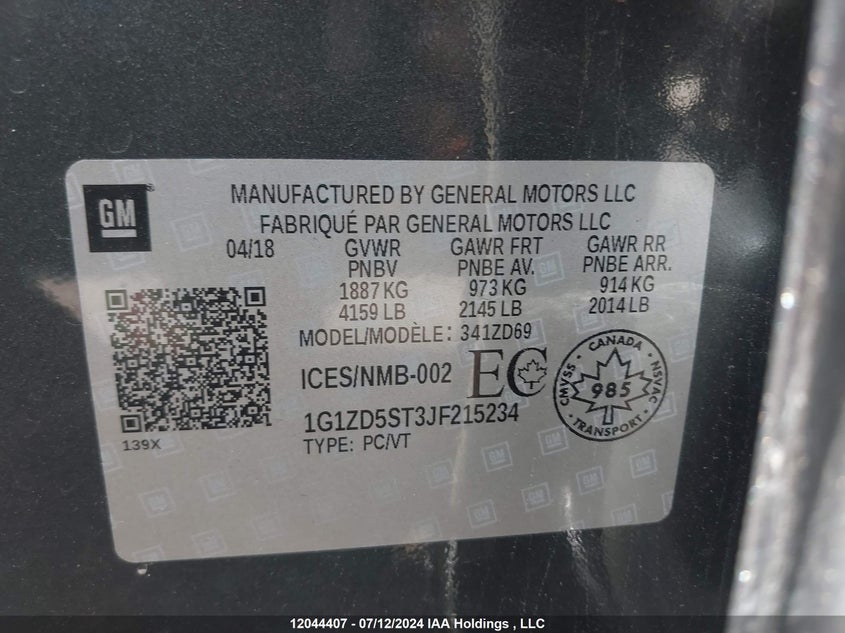 GM®
MANUFACTURED BY GENERAL MOTORS LLC
FABRIQUÉ PAR GENERAL MOTORS LLC
04/18 GVWR GAWR FRT GAWR RR
PNBV PNBE AV. PNBE ARR.
1887 KG 973 KG 914 KG
4159 LB 2145 LB 2014 LB
MODEL/MODÈLE: 341ZD69
ICES/NMB-002 EC
CANADA
CMVSS 985 NSVAC
1G1ZD5ST3JF215234
139X TYPE: PC/VT
12044407 - 07/12/2024 IAA Holdings , LLC